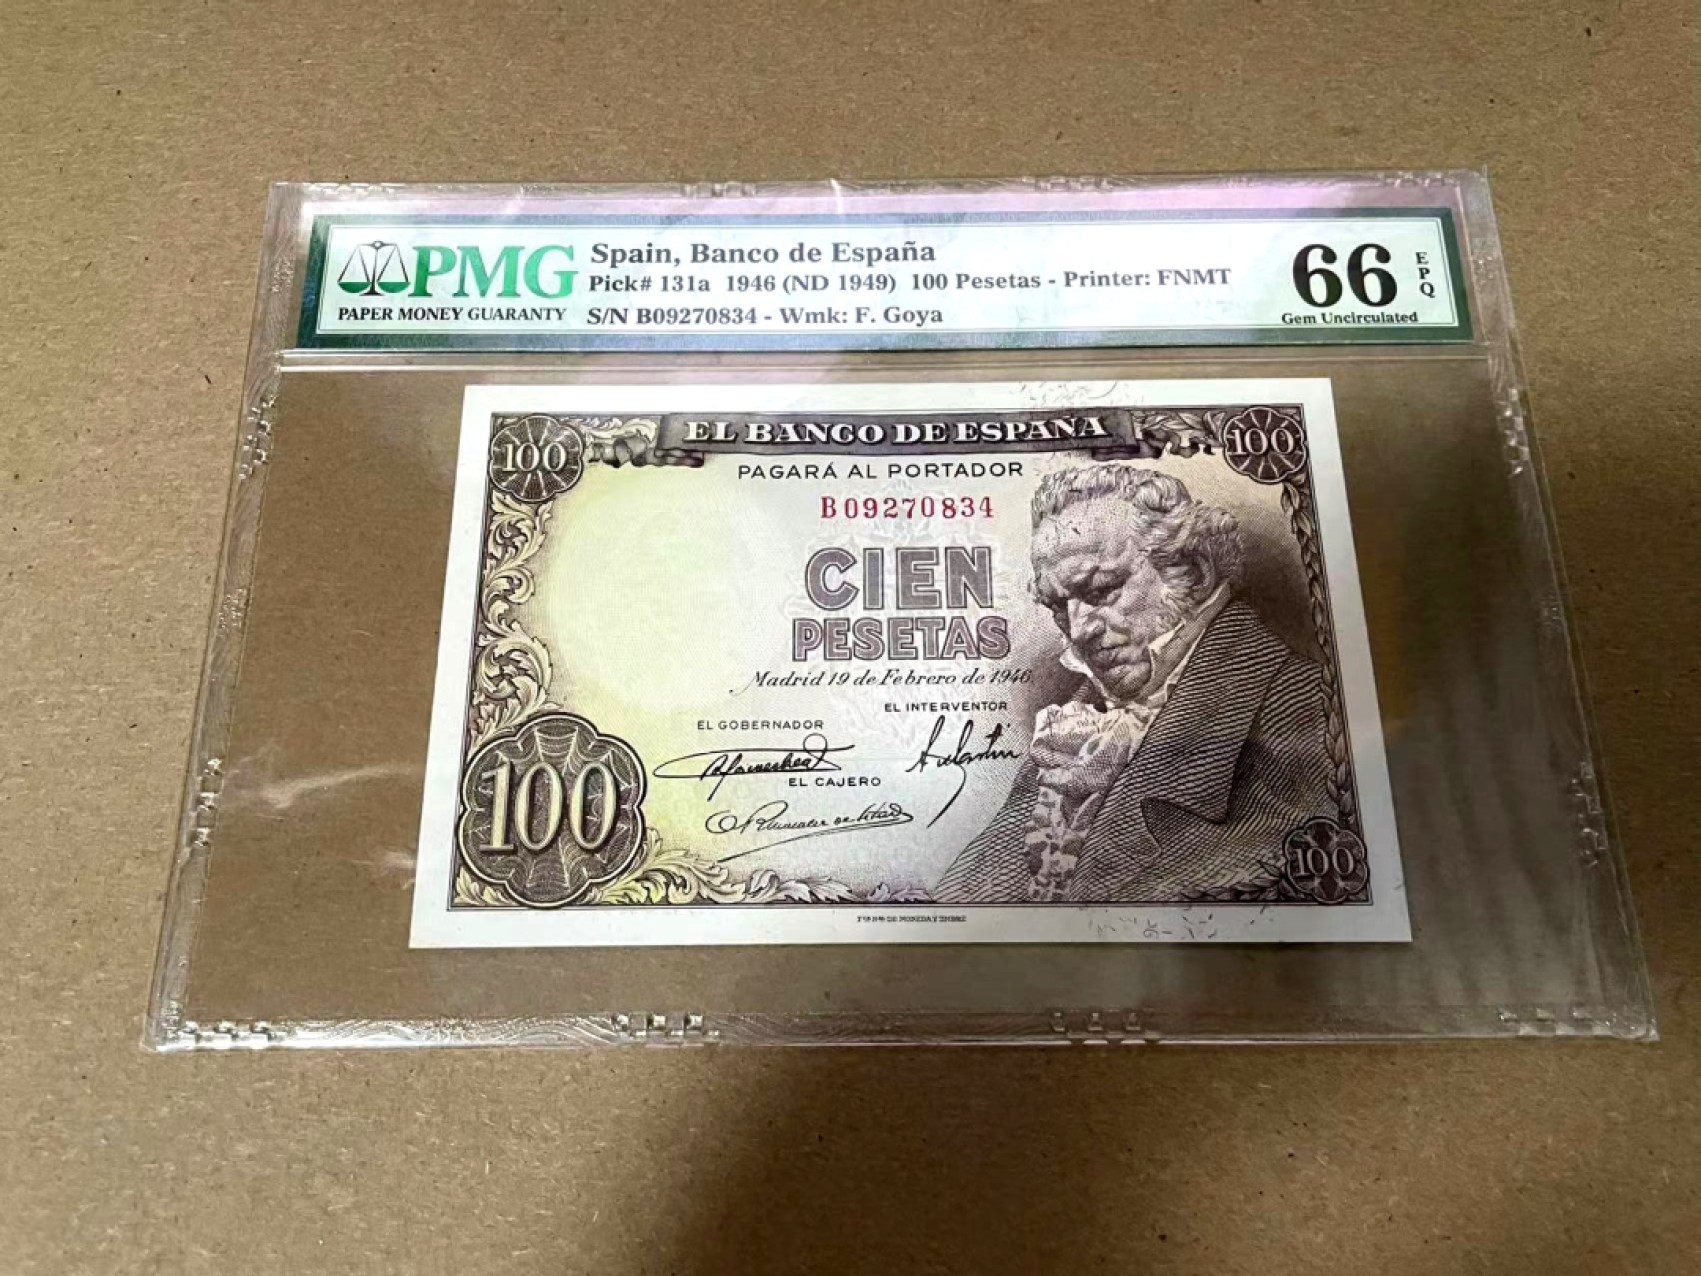 PMG
PAPER MONEY GUARANTY
Spain, Banco de España
Pick# 131a 1946 (ND 1949) 100 Pesetas - Printer: FNMT
S/N B09270834 - Wmk: F. Goya
66
EPQ
Gem Uncirculated
100
EL BANCO DE ESPAÑA
100
PAGARÁ AL PORTADOR
B09270834
CIEN
PESETAS
Madrid 19 de Febrero de 1946
EL GOBERNADOR
EL INTERVENTOR
EL CAJERO
100
100